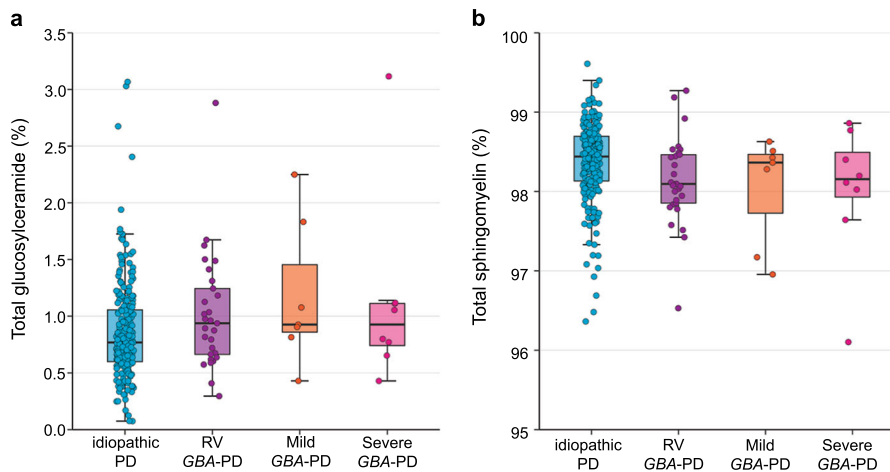 a
Total glucosylceramide (%)
3.5
3.0
2.5
2.0
1.5
1.0
0.5
0.0
idiopathic
PD
RV
GBA-PD
Mild
GBA-PD
Severe
GBA-PD
b
Total sphingomyelin (%)
100
99
98
97
96
95
idiopathic
PD
RV
GBA-PD
Mild
GBA-PD
Severe
GBA-PD